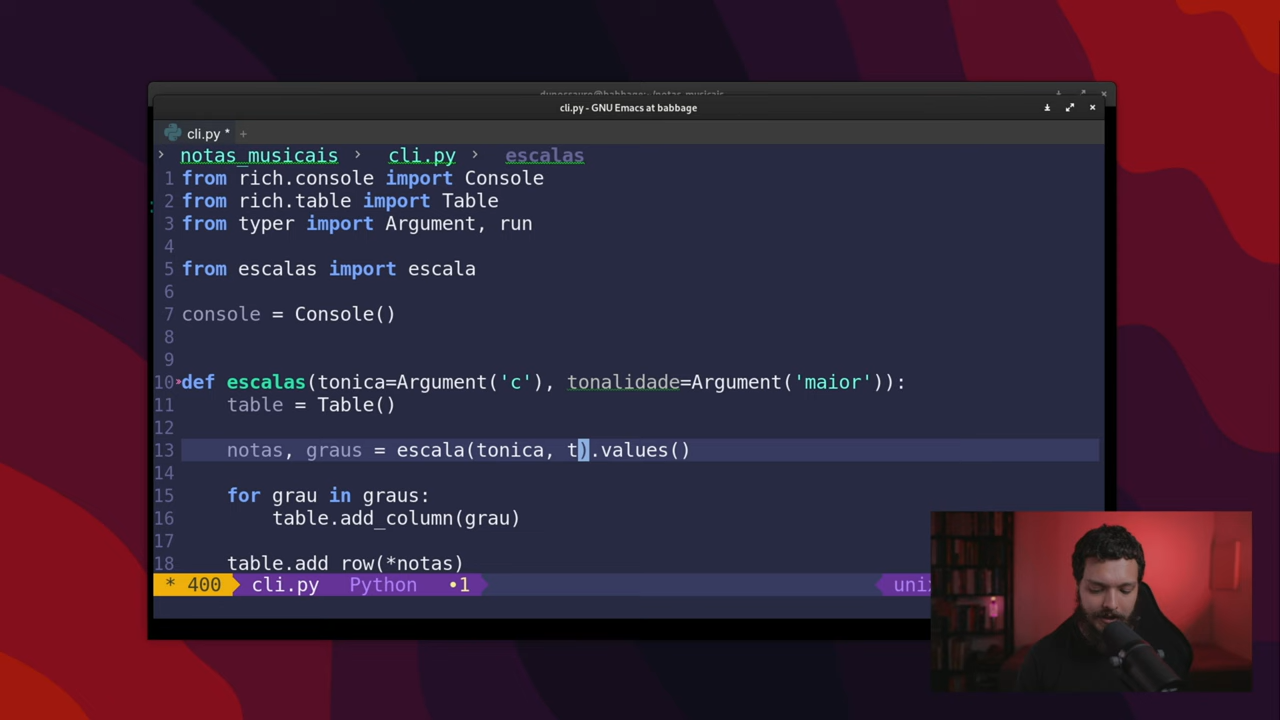 cli.py - GNU Emacs at babbage
cli.py * +
› notas_musicais › cli.py › escalas
1 from rich.console import Console
2 from rich.table import Table
3 from typer import Argument, run
4
5 from escalas import escala
6
7 console = Console()
8
9
10 def escalas(tonica=Argument('c'), tonalidade=Argument('maior')):
11     table = Table()
12
13     notas, graus = escala(tonica, t).values()
14
15     for grau in graus:
16         table.add_column(grau)
17
18     table.add_row(*notas)
* 400 cli.py Python •1 unix